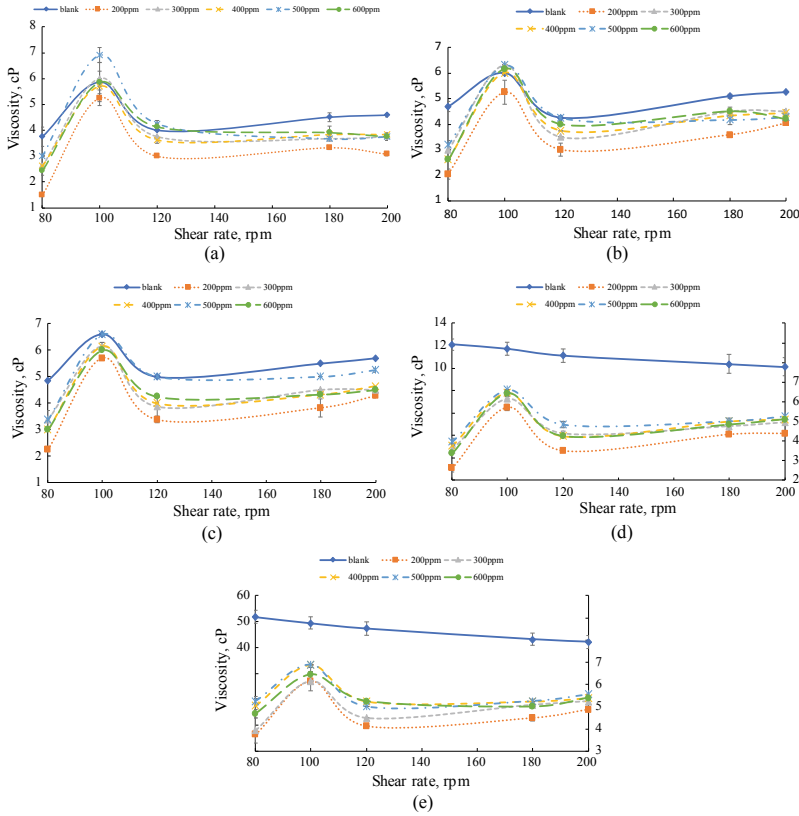 blank 200ppm 300ppm 400ppm 500ppm 600ppm
8
7
6
5
4
3
2
1
Viscosity, cP
80 100 120 140 160 180 200
Shear rate, rpm
(a)
blank 200ppm 300ppm
400ppm 500ppm 600ppm
8
7
6
5
4
3
2
1
Viscosity, cP
80 100 120 140 160 180 200
Shear rate, rpm
(b)
blank 200ppm 300ppm
400ppm 500ppm 600ppm
7
6
5
4
3
2
1
Viscosity, cP
80 100 120 140 160 180 200
Shear rate, rpm
(c)
blank 200ppm 300ppm
400ppm 500ppm 600ppm
14
12
10
Viscosity, cP
8
7
6
5
4
3
2
80 100 120 140 160 180 200
Shear rate, rpm
(d)
blank 200ppm 300ppm
400ppm 500ppm 600ppm
60
50
40
Viscosity, cP
7
6
5
4
3
80 100 120 140 160 180 200
Shear rate, rpm
(e)